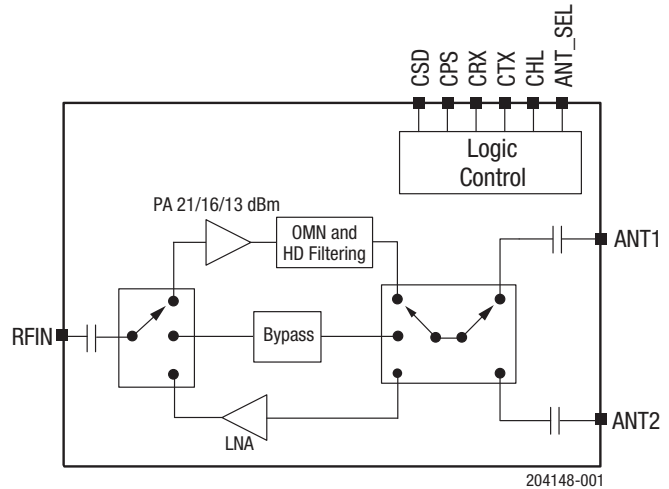 CSD
CPS
CRX
CTX
CHL
ANT_SEL
Logic
Control
PA 21/16/13 dBm
OMN and
HD Filtering
ANT1
RFIN
Bypass
LNA
ANT2
204148-001